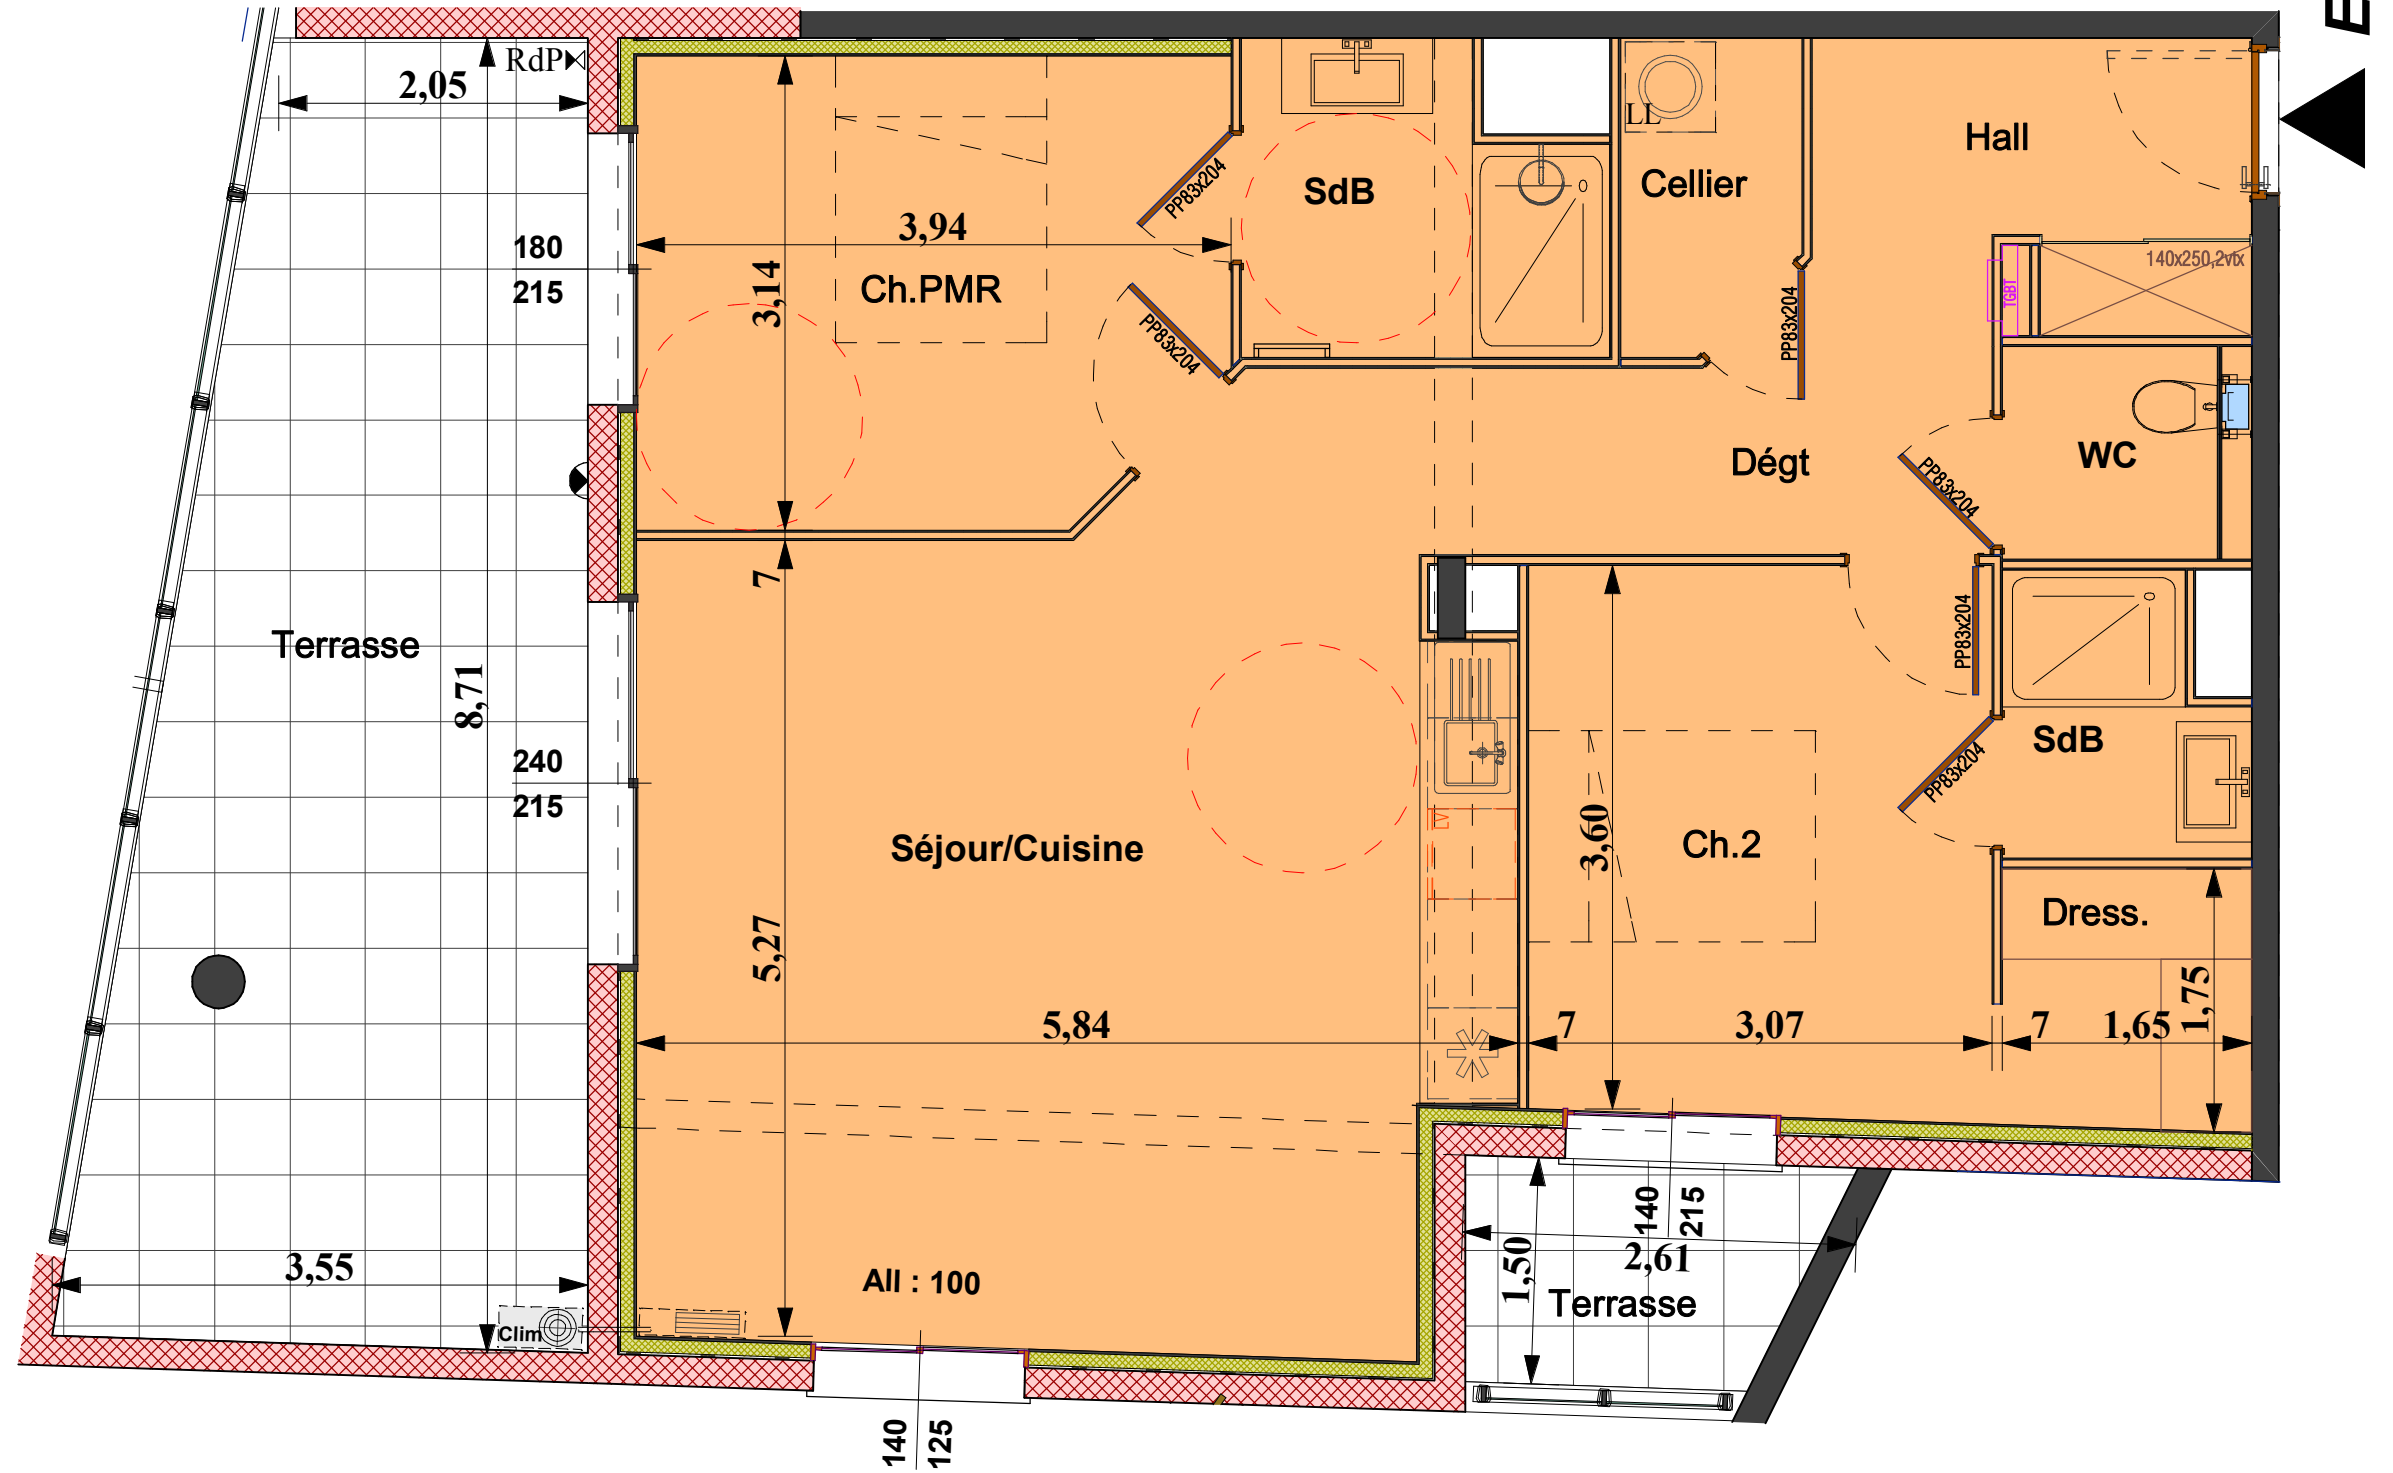 E
RdP
2,05
LL
Hall
PP83x204
SdB
Cellier
3,94
180
215
3,14
Ch.PMR
140x250,2vtx
TGBT
PP83x204
PP83x204
Dégt
WC
PP83x204
7
Terrasse
8,71
PP83x204
240
215
SdB
PP83x204
LV
Séjour/Cuisine
3,60
Ch.2
Dress.
5,27
1,75
5,84
7
3,07
7
1,65
140
215
3,55
All : 100
1,50
2,61
Terrasse
Clim
140
125